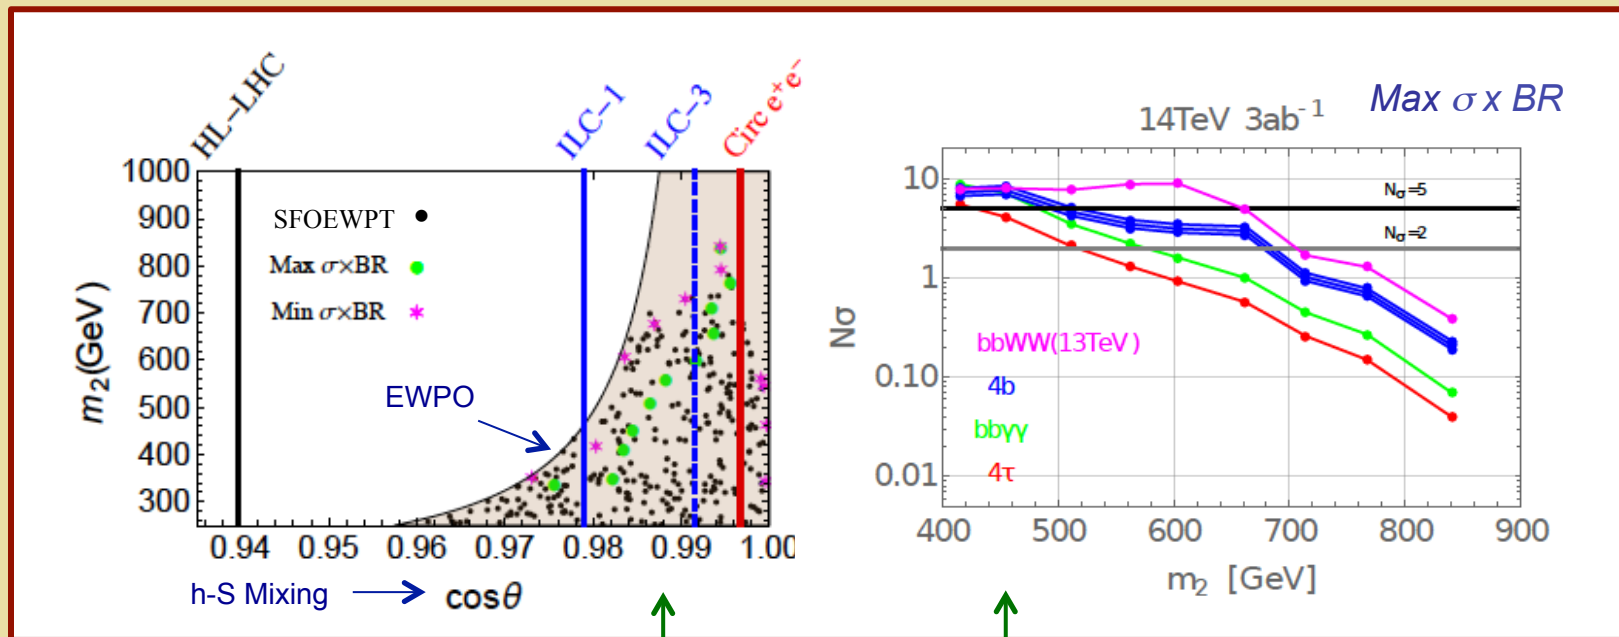 HL-LHC
ILC-1
ILC-3
Circ e⁺e⁻
1000
900
800
700
600
500
400
300
m₂(GeV)
SFOEWPT
Max σ×BR
Min σ×BR
EWPO
0.94 0.95 0.96 0.97 0.98 0.99 1.00
h-S Mixing
cosθ
Max σ x BR
14TeV 3ab⁻¹
10
1
0.10
0.01
Nσ
Nσ=5
Nσ=2
bbWW(13TeV)
4b
bbγγ
4τ
400 500 600 700 800 900
m₂ [GeV]